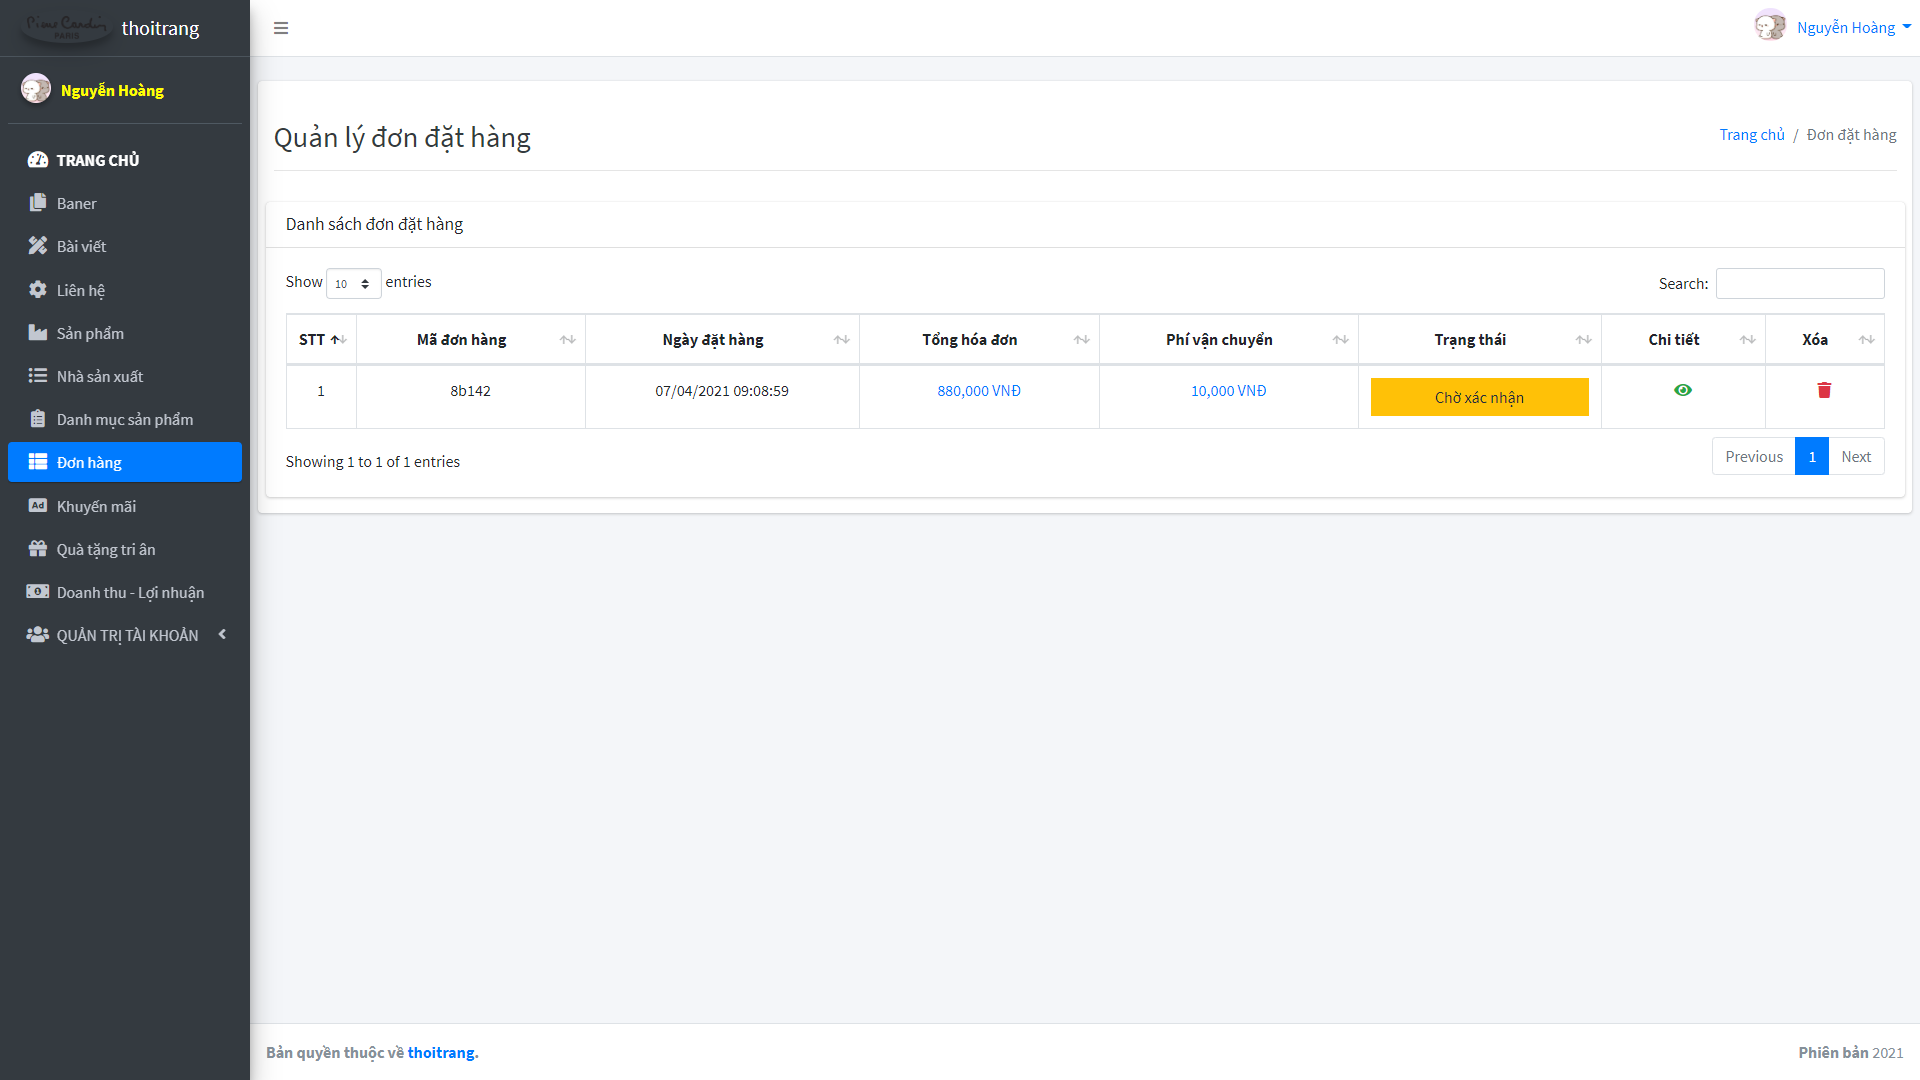 Pierre Cardin
PARIS
thoitrang
Nguyễn Hoàng
Nguyễn Hoàng
TRANG CHỦ
Baner
Bài viết
Liên hệ
Sản phẩm
Nhà sản xuất
Danh mục sản phẩm
Đơn hàng
Ad Khuyến mãi
Quà tặng tri ân
Doanh thu - Lợi nhuận
QUẢN TRỊ TÀI KHOẢN
Quản lý đơn đặt hàng
Trang chủ / Đơn đặt hàng
Danh sách đơn đặt hàng
Show 10 entries
Search:
STT Mã đơn hàng Ngày đặt hàng Tổng hóa đơn Phí vận chuyển Trạng thái Chi tiết Xóa
1 8b142 07/04/2021 09:08:59 880,000 VNĐ 10,000 VNĐ Chờ xác nhận
Showing 1 to 1 of 1 entries
Previous 1 Next
Bản quyền thuộc về thoitrang.
Phiên bản 2021